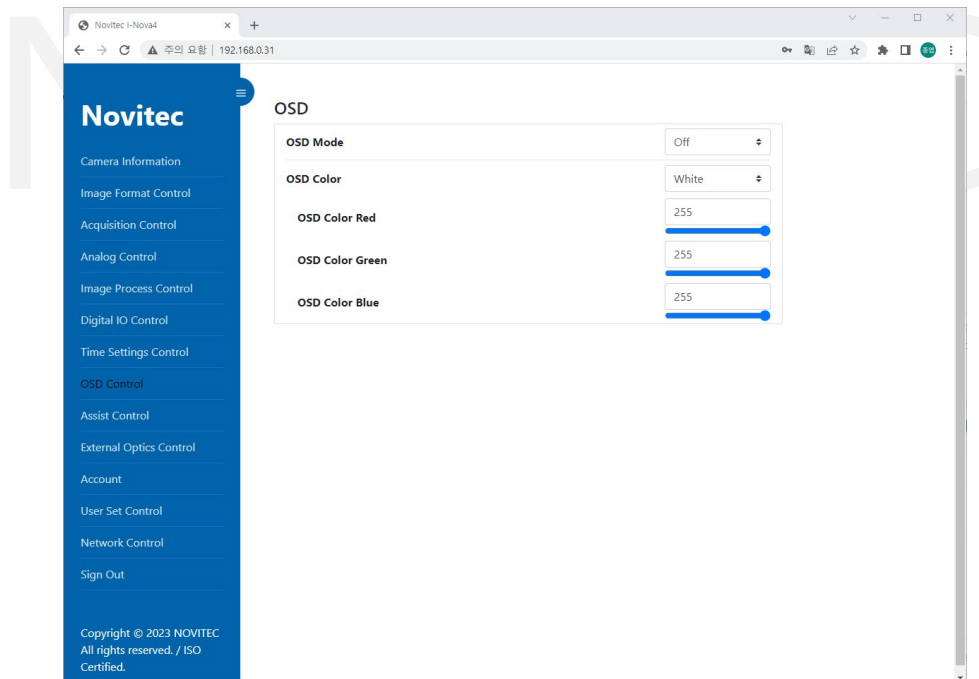 Novitec I-Nova4
주의 요함 | 192.168.0.31
종엽
Novitec
Camera Information
Image Format Control
Acquisition Control
Analog Control
Image Process Control
Digital IO Control
Time Settings Control
OSD Control
Assist Control
External Optics Control
Account
User Set Control
Network Control
Sign Out
Copyright © 2023 NOVITEC
All rights reserved. / ISO
Certified.
OSD
OSD Mode Off
OSD Color White
OSD Color Red 255
OSD Color Green 255
OSD Color Blue 255